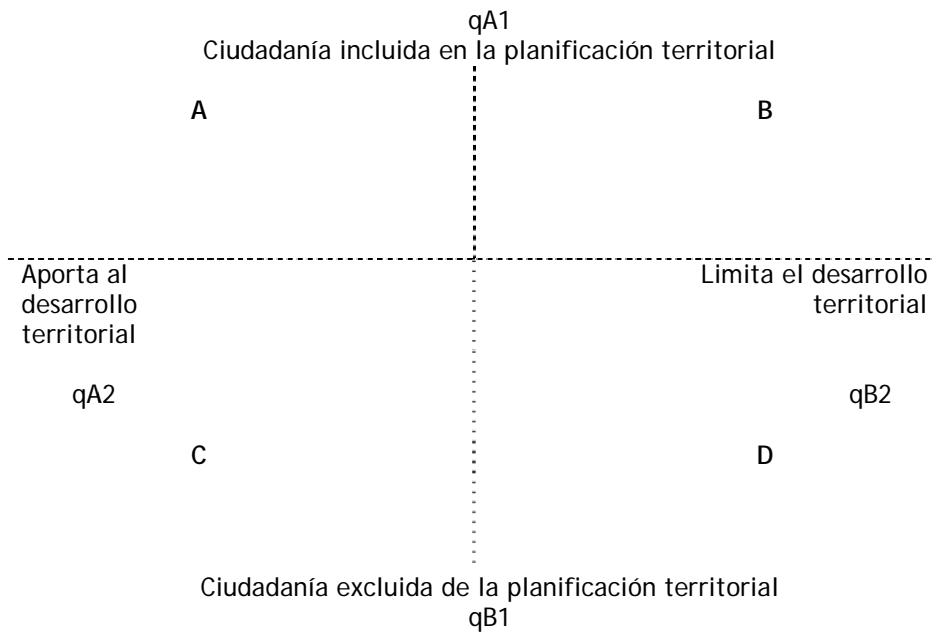 qA1
Ciudadanía incluida en la planificación territorial
A
B
Aporta al
desarrollo
territorial
Limita el desarrollo
territorial
qA2
qB2
C
D
Ciudadanía excluida de la planificación territorial
qB1